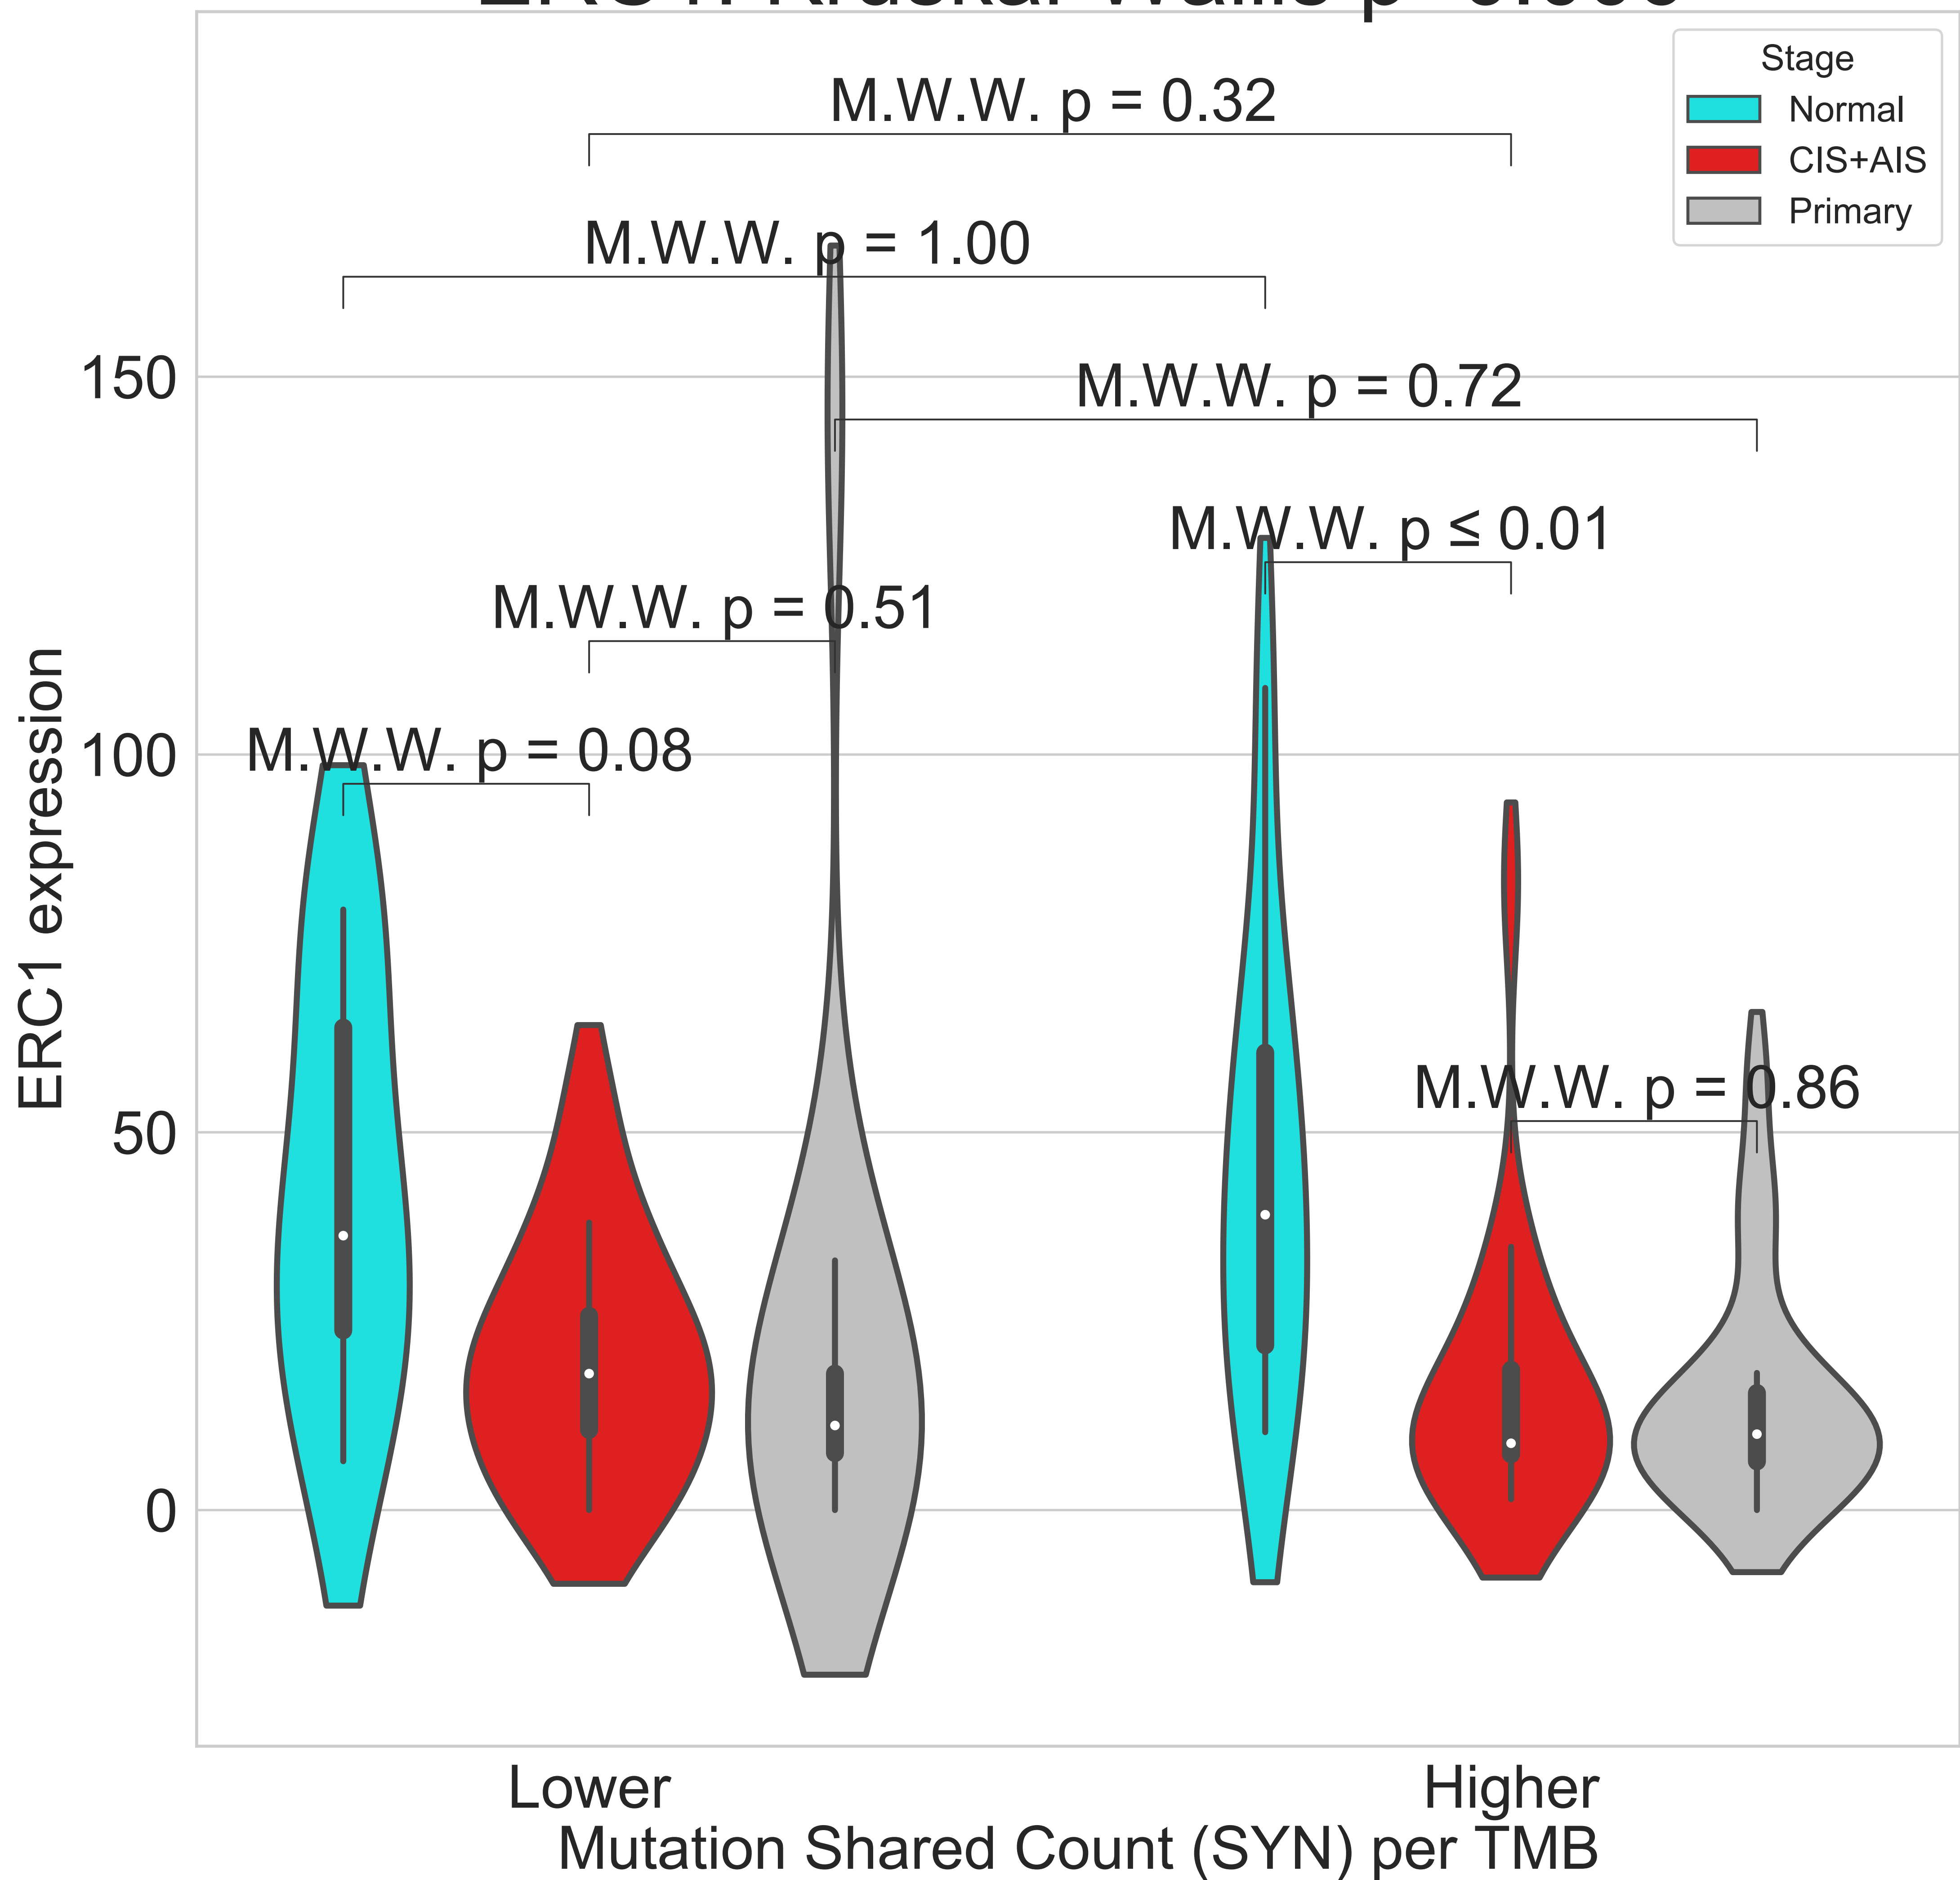 Stage
Normal
CIS+AIS
Primary
M.W.W. p = 0.32
M.W.W. p = 1.00
M.W.W. p = 0.72
M.W.W. p ≤ 0.01
M.W.W. p = 0.51
M.W.W. p = 0.08
M.W.W. p = 0.86
150
100
50
0
ERC1 expression
Lower
Higher
Mutation Shared Count (SYN) per TMB